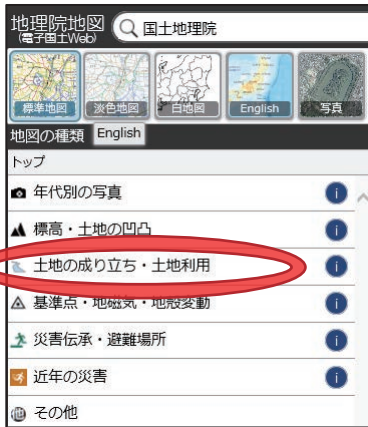 地理院地図
(電子国土Web)
国土地理院
標準地図
淡色地図
白地図
English
写真
地図の種類 English
トップ
年代別の写真
標高・土地の凹凸
土地の成り立ち・土地利用
基準点・地磁気・地殻変動
災害伝承・避難場所
近年の災害
その他